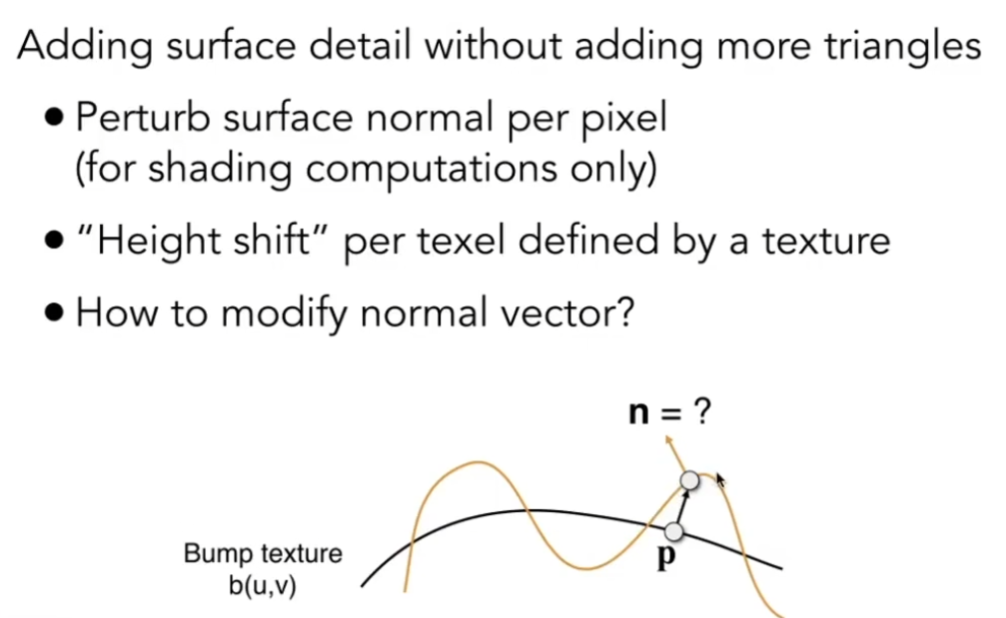 Adding surface detail without adding more triangles
• Perturb surface normal per pixel
(for shading computations only)
• “Height shift” per texel defined by a texture
• How to modify normal vector?
n = ?
Bump texture
b(u,v)
p